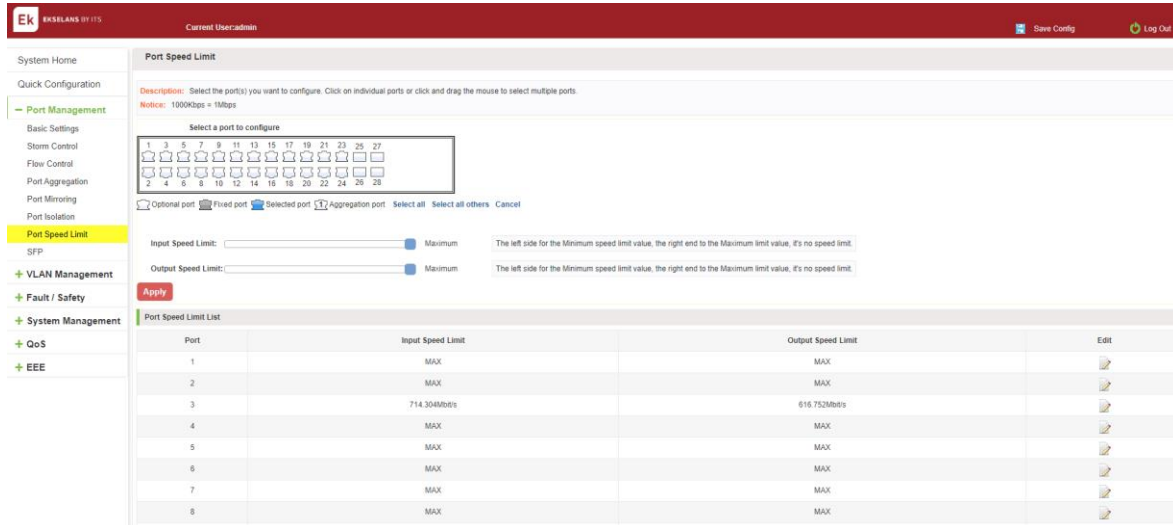 Ek EKSELANS BY ITS
Current User:admin
Save Config
Log Out
System Home
Quick Configuration
Port Management
Basic Settings
Storm Control
Flow Control
Port Aggregation
Port Mirroring
Port Isolation
Port Speed Limit
SFP
VLAN Management
Fault / Safety
System Management
QoS
EEE
Port Speed Limit
Description: Select the port(s) you want to configure. Click on individual ports or click and drag the mouse to select multiple ports.
Notice: 1000Kbps = 1Mbps
Select a port to configure
1 3 5 7 9 11 13 15 17 19 21 23 25 27
2 4 6 8 10 12 14 16 18 20 22 24 26 28
Optional port Fixed port Selected port 1 Aggregation port Select all Select all others Cancel
Input Speed Limit: Maximum The left side for the Minimum speed limit value, the right end to the Maximum limit value, it's no speed limit.
Output Speed Limit: Maximum The left side for the Minimum speed limit value, the right end to the Maximum limit value, it's no speed limit.
Apply
Port Speed Limit List
Port Input Speed Limit Output Speed Limit Edit
1 MAX MAX
2 MAX MAX
3 714.304Mbit/s 616.752Mbit/s
4 MAX MAX
5 MAX MAX
6 MAX MAX
7 MAX MAX
8 MAX MAX